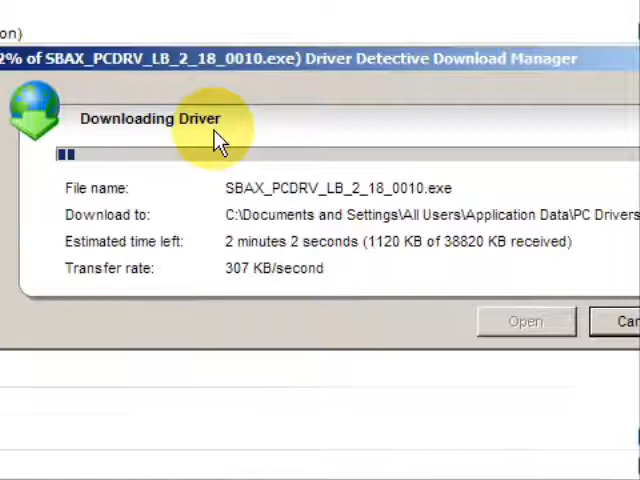 on)
2% of SBAX_PCDRV_LB_2_18_0010.exe) Driver Detective Download Manager
Downloading Driver
File name: SBAX_PCDRV_LB_2_18_0010.exe
Download to: C:\Documents and Settings\All Users\Application Data\PC Drivers
Estimated time left: 2 minutes 2 seconds (1120 KB of 38820 KB received)
Transfer rate: 307 KB/second
Open Can